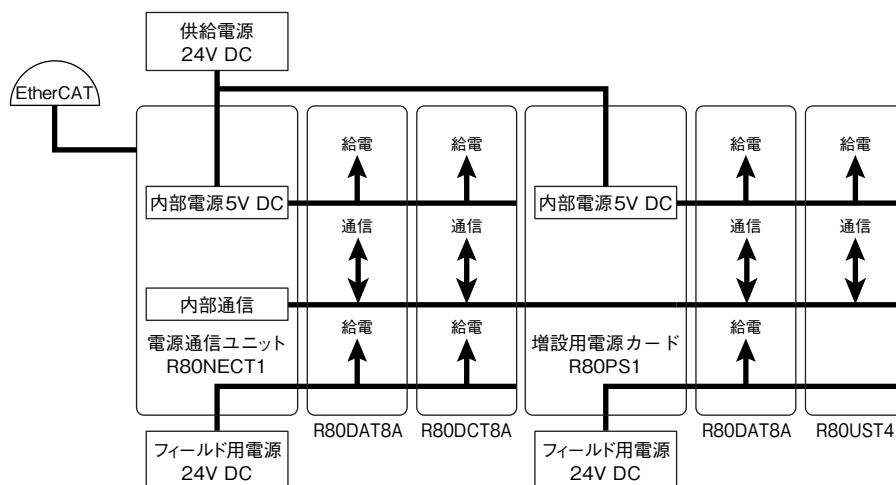 供給電源
24V DC
EtherCAT
給電
給電
給電
給電
内部電源5V DC
内部電源5V DC
通信
通信
通信
通信
内部通信
給電
給電
給電
電源通信ユニット
R80NECT1
増設用電源カード
R80PS1
R80DAT8A
R80DCT8A
R80DAT8A
R80UST4
フィールド用電源
24V DC
フィールド用電源
24V DC